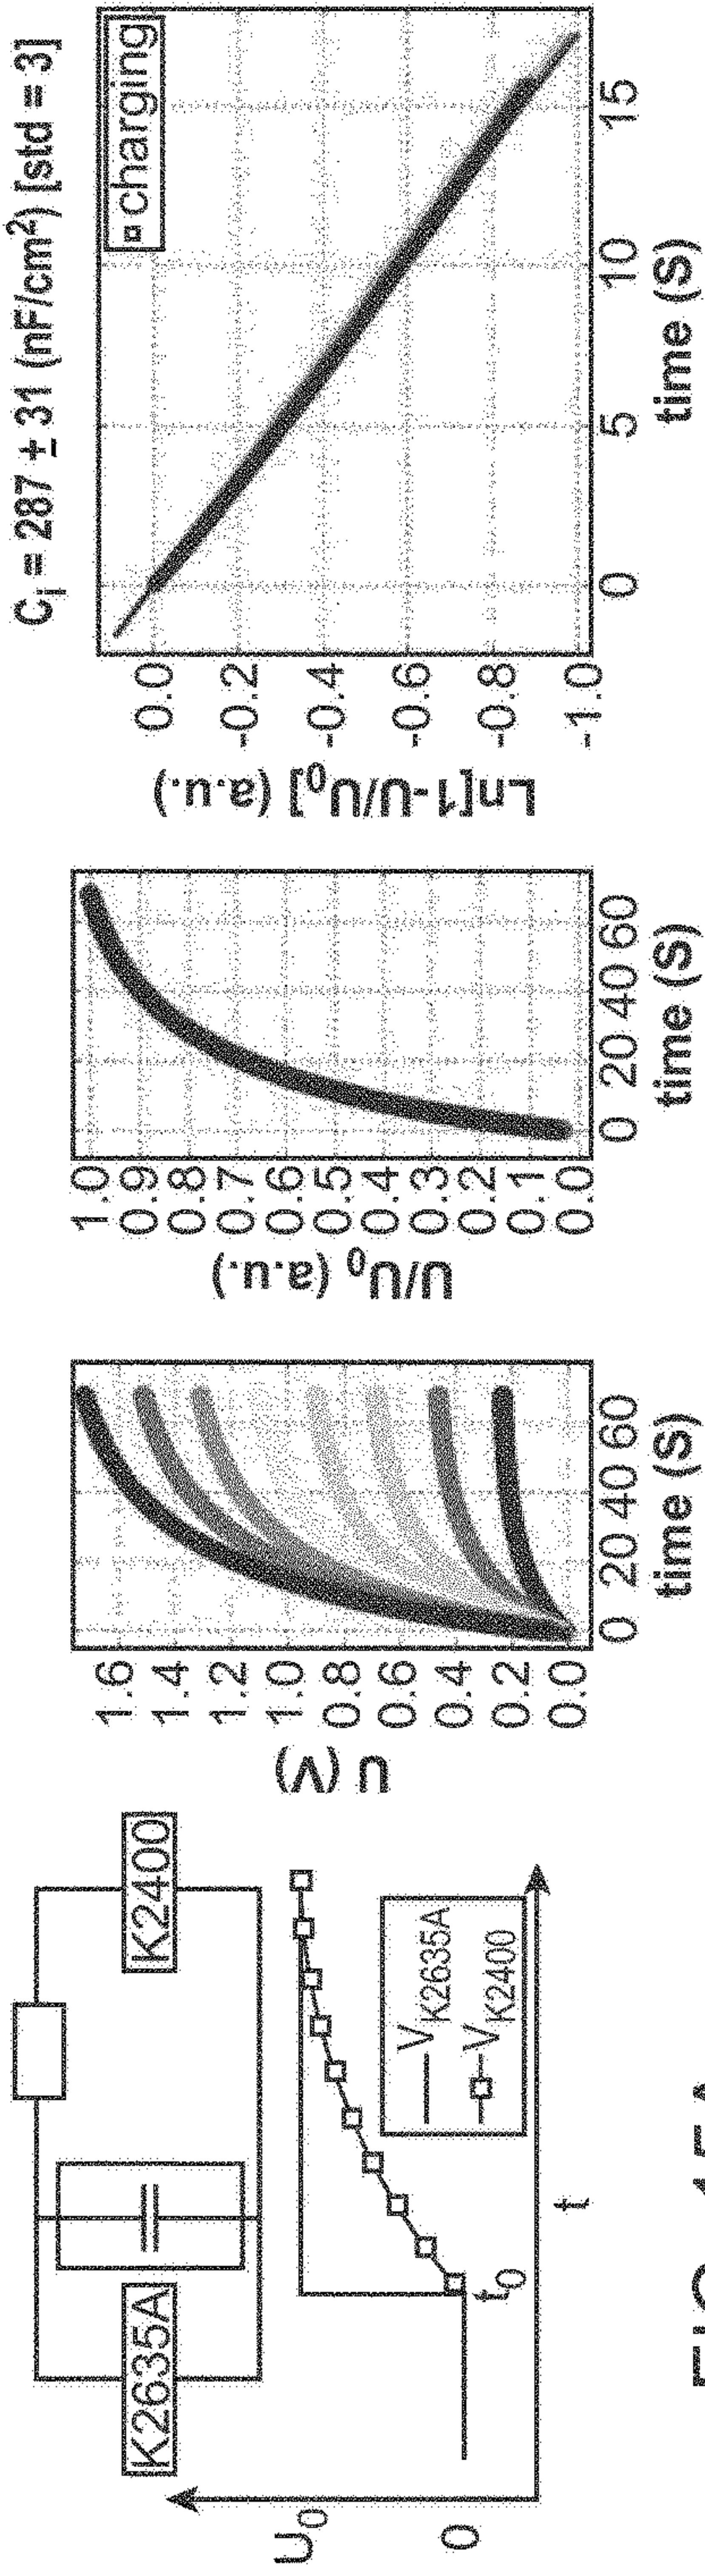 K2635A
K2400
U0
0
t0
t
VK2635A
VK2400
U (V)
1.6
1.4
1.2
1.0
0.8
0.6
0.4
0.2
0.0
0 20 40 60
time (S)
U/U0 (a.u.)
1.0
0.9
0.8
0.7
0.6
0.5
0.4
0.3
0.2
0.1
0.0
0 20 40 60
time (S)
Ci = 287 ± 31 (nF/cm²) [std = 3]
charging
Ln[1-U/U0] (a.u.)
0.0
-0.2
-0.4
-0.6
-0.8
-1.0
0 5 10 15
time (S)